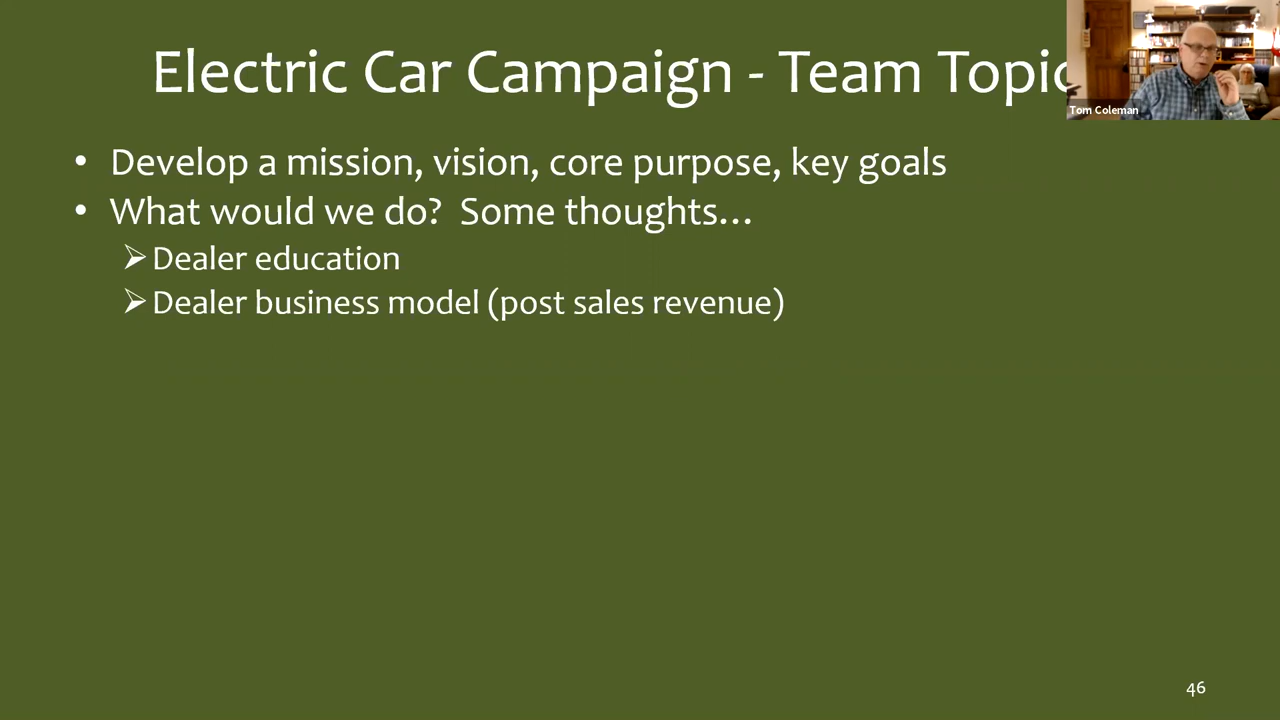 Electric Car Campaign - Team Topic
Tom Coleman
• Develop a mission, vision, core purpose, key goals
• What would we do? Some thoughts…
➢Dealer education
➢Dealer business model (post sales revenue)
46